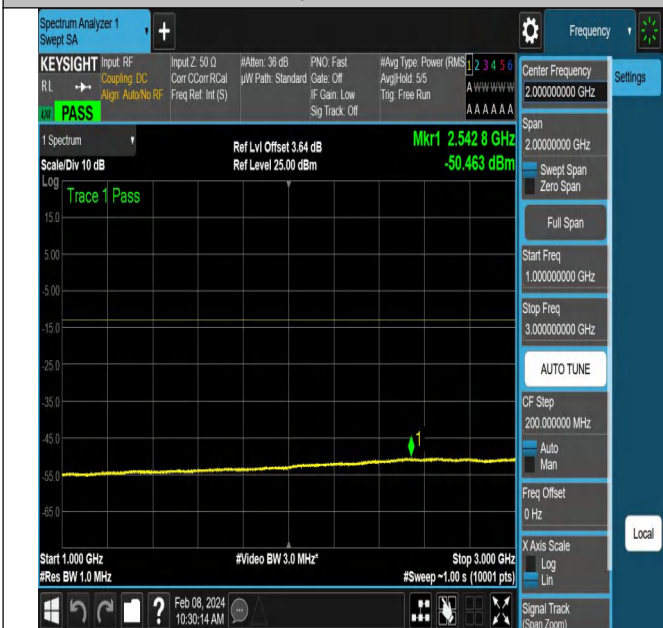 Spectrum Analyzer 1
Swept SA
+
Frequency
KEYSIGHT
RL
LXI
PASS
Input: RF
Coupling: DC
Align: Auto/No RF
Input Z: 50 Ω
Corr CCorr RCal
Freq Ref: Int (S)
#Atten: 36 dB
µW Path: Standard
PNO: Fast
Gate: Off
IF Gain: Low
Sig Track: Off
#Avg Type: Power (RMS
Avg|Hold: 5/5
Trig: Free Run
1 2 3 4 5 6
A W W W W W
A A A A A A
1 Spectrum
Scale/Div 10 dB
Ref Lvl Offset 3.64 dB
Ref Level 25.00 dBm
Mkr1 2.542 8 GHz
-50.463 dBm
Log
Trace 1 Pass
15.0
5.00
-5.00
-15.0
-25.0
-35.0
-45.0
-55.0
-65.0
1
Start 1.000 GHz
#Res BW 1.0 MHz
#Video BW 3.0 MHz*
Stop 3.000 GHz
#Sweep ~1.00 s (10001 pts)
?
Feb 08, 2024
10:30:14 AM
Center Frequency
2.000000000 GHz
Span
2.00000000 GHz
Swept Span
Zero Span
Full Span
Start Freq
1.000000000 GHz
Stop Freq
3.000000000 GHz
AUTO TUNE
CF Step
200.000000 MHz
Auto
Man
Freq Offset
0 Hz
X Axis Scale
Log
Lin
Signal Track
(Span Zoom)
Settings
Local